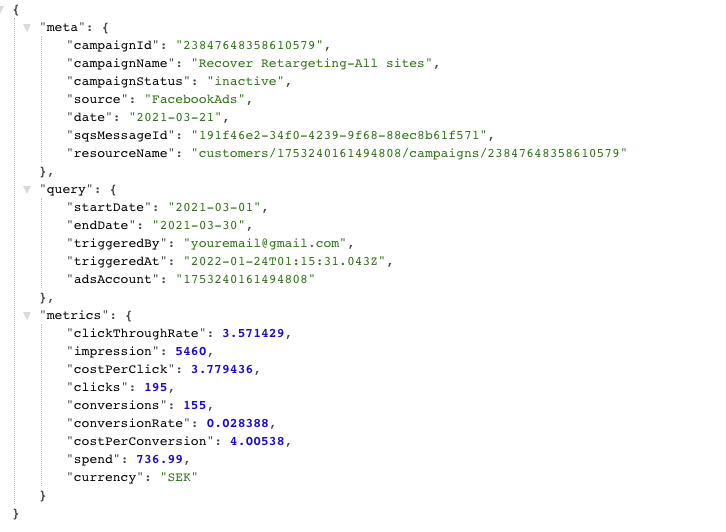 {
"meta": {
"campaignId": "23847648358610579",
"campaignName": "Recover Retargeting-All sites",
"campaignStatus": "inactive",
"source": "FacebookAds",
"date": "2021-03-21",
"sqsMessageId": "191f46e2-34f0-4239-9f68-88ec8b61f571",
"resourceName": "customers/1753240161494808/campaigns/23847648358610579"
},
"query": {
"startDate": "2021-03-01",
"endDate": "2021-03-30",
"triggeredBy": "youremail@gmail.com",
"triggeredAt": "2022-01-24T01:15:31.043Z",
"adsAccount": "1753240161494808"
},
"metrics": {
"clickThroughRate": 3.571429,
"impression": 5460,
"costPerClick": 3.779436,
"clicks": 195,
"conversions": 155,
"conversionRate": 0.028388,
"costPerConversion": 4.00538,
"spend": 736.99,
"currency": "SEK"
}
}